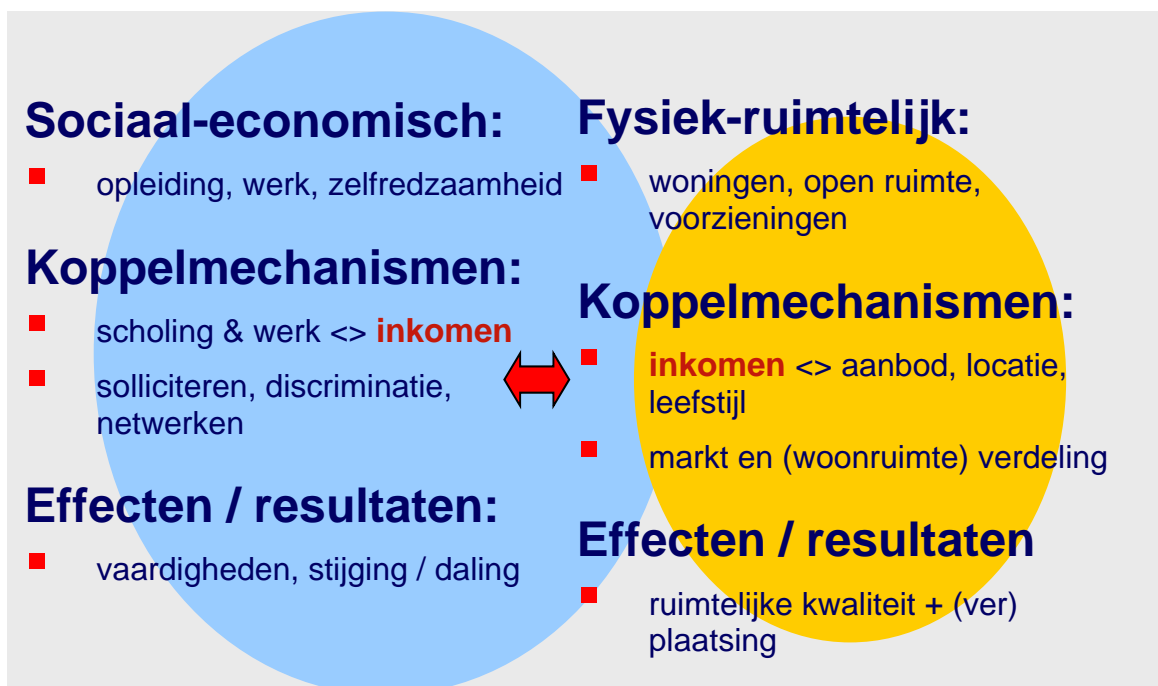 Sociaal-economisch:
opleiding, werk, zelfredzaamheid
Koppelmechanismen:
scholing & werk <> inkomen
solliciteren, discriminatie,
netwerken
Effecten / resultaten:
vaardigheden, stijging / daling
Fysiek-ruimtelijk:
woningen, open ruimte,
voorzieningen
Koppelmechanismen:
inkomen <> aanbod, locatie,
leefstijl
markt en (woonruimte) verdeling
Effecten / resultaten
ruimtelijke kwaliteit + (ver)
plaatsing